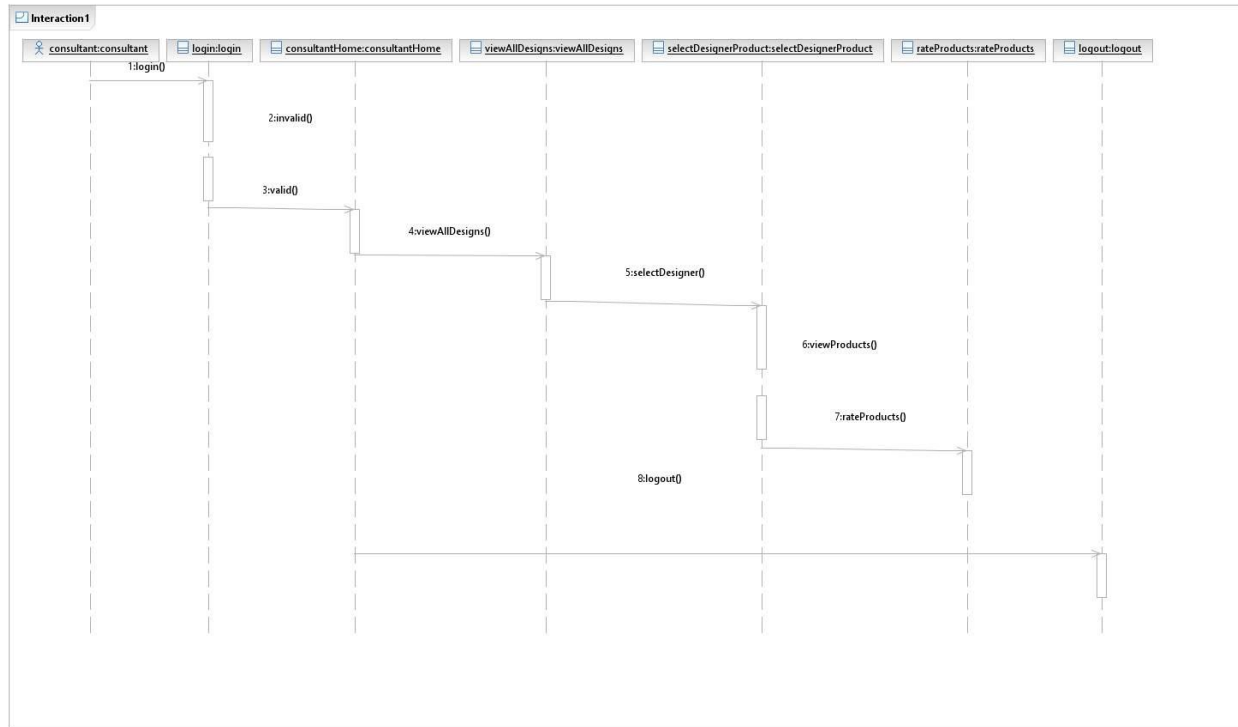 Interaction1
consultant:consultant login:login consultantHome:consultantHome viewAllDesigns:viewAllDesigns selectDesignerProduct:selectDesignerProduct rateProducts:rateProducts logout:logout
1:login()
2:invalid()
3:valid()
4:viewAllDesigns()
5:selectDesigner()
6:viewProducts()
7:rateProducts()
8:logout()